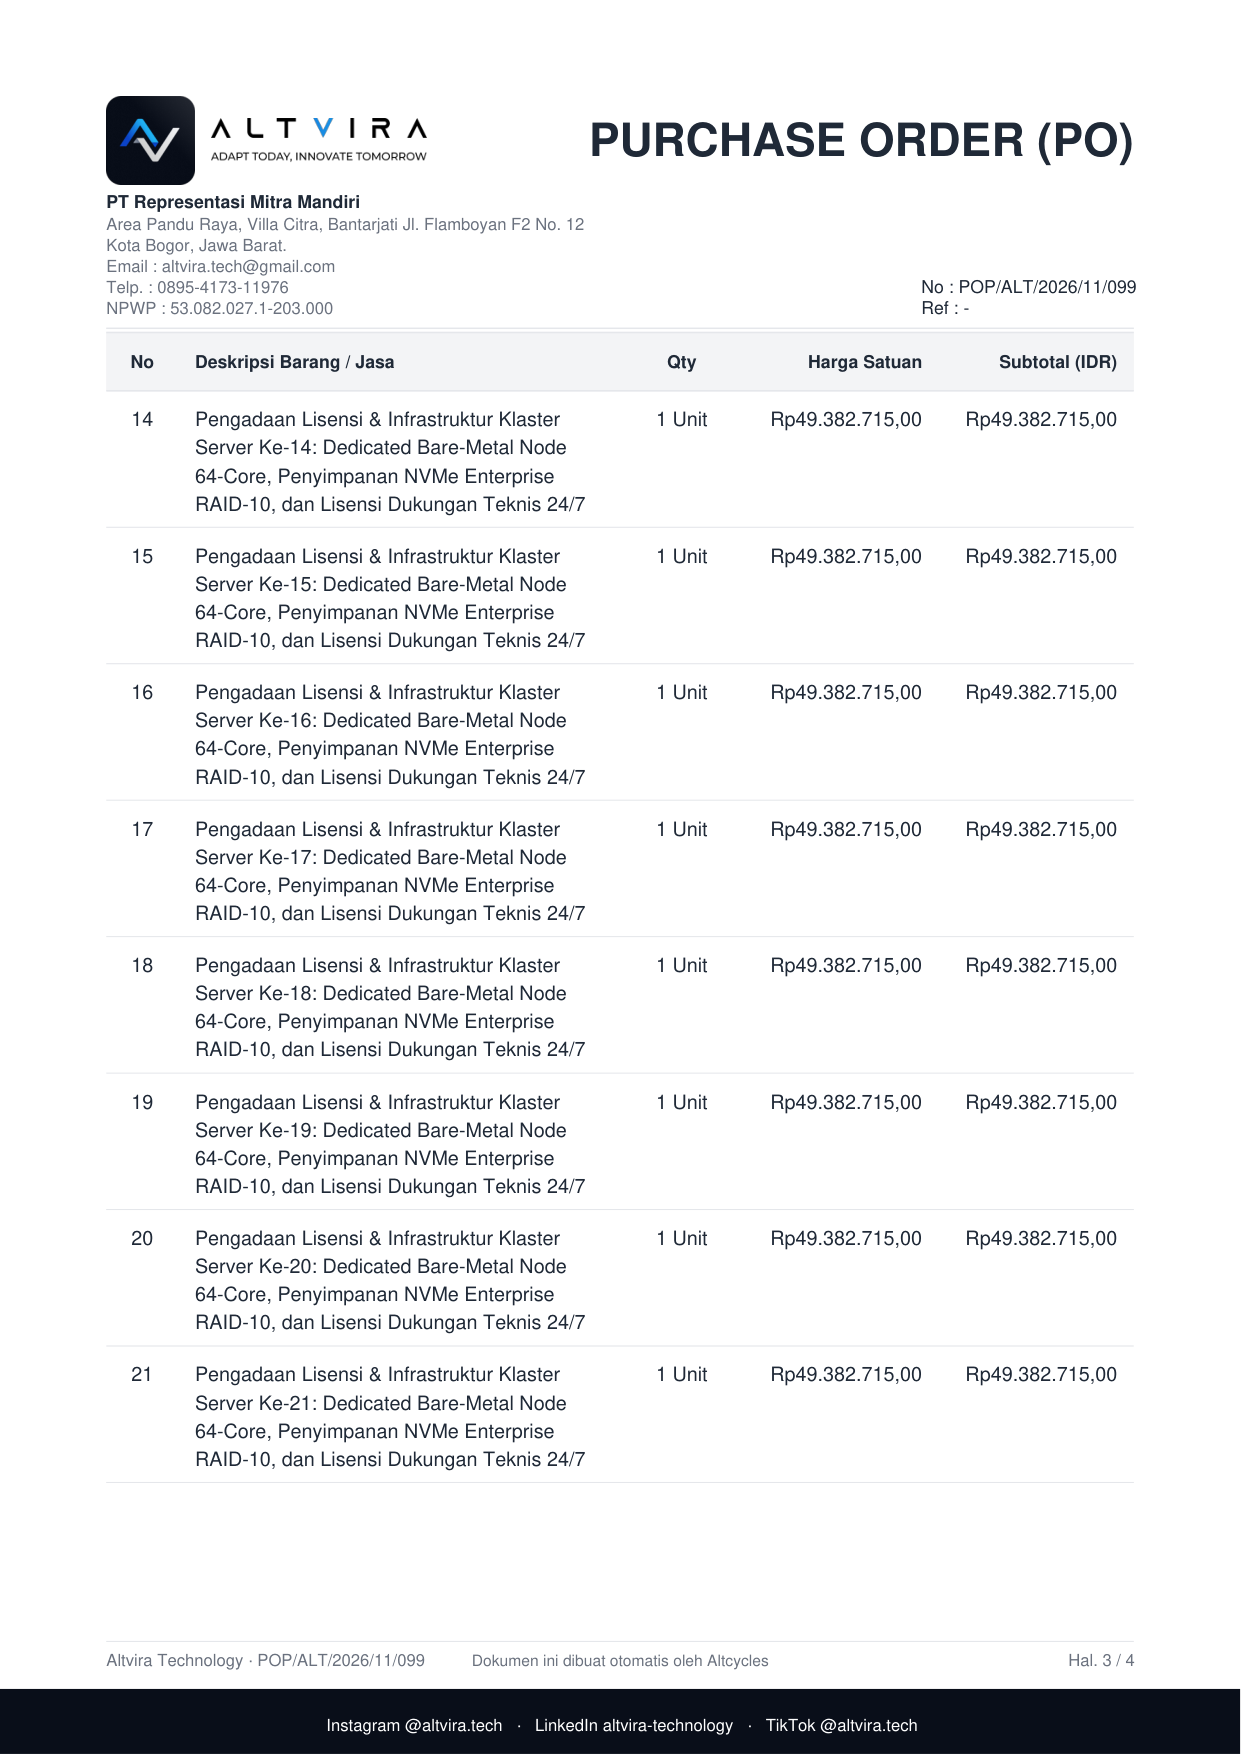 ALTVIRA
ADAPT TODAY, INNOVATE TOMORROW
PURCHASE ORDER (PO)
PT Representasi Mitra Mandiri
Area Pandu Raya, Villa Citra, Bantarjati Jl. Flamboyan F2 No. 12
Kota Bogor, Jawa Barat.
Email : altvira.tech@gmail.com
Telp. : 0895-4173-11976
NPWP : 53.082.027.1-203.000
No : POP/ALT/2026/11/099
Ref : -
No Deskripsi Barang / Jasa Qty Harga Satuan Subtotal (IDR)
14 Pengadaan Lisensi & Infrastruktur Klaster 1 Unit Rp49.382.715,00 Rp49.382.715,00
Server Ke-14: Dedicated Bare-Metal Node
64-Core, Penyimpanan NVMe Enterprise
RAID-10, dan Lisensi Dukungan Teknis 24/7
15 Pengadaan Lisensi & Infrastruktur Klaster 1 Unit Rp49.382.715,00 Rp49.382.715,00
Server Ke-15: Dedicated Bare-Metal Node
64-Core, Penyimpanan NVMe Enterprise
RAID-10, dan Lisensi Dukungan Teknis 24/7
16 Pengadaan Lisensi & Infrastruktur Klaster 1 Unit Rp49.382.715,00 Rp49.382.715,00
Server Ke-16: Dedicated Bare-Metal Node
64-Core, Penyimpanan NVMe Enterprise
RAID-10, dan Lisensi Dukungan Teknis 24/7
17 Pengadaan Lisensi & Infrastruktur Klaster 1 Unit Rp49.382.715,00 Rp49.382.715,00
Server Ke-17: Dedicated Bare-Metal Node
64-Core, Penyimpanan NVMe Enterprise
RAID-10, dan Lisensi Dukungan Teknis 24/7
18 Pengadaan Lisensi & Infrastruktur Klaster 1 Unit Rp49.382.715,00 Rp49.382.715,00
Server Ke-18: Dedicated Bare-Metal Node
64-Core, Penyimpanan NVMe Enterprise
RAID-10, dan Lisensi Dukungan Teknis 24/7
19 Pengadaan Lisensi & Infrastruktur Klaster 1 Unit Rp49.382.715,00 Rp49.382.715,00
Server Ke-19: Dedicated Bare-Metal Node
64-Core, Penyimpanan NVMe Enterprise
RAID-10, dan Lisensi Dukungan Teknis 24/7
20 Pengadaan Lisensi & Infrastruktur Klaster 1 Unit Rp49.382.715,00 Rp49.382.715,00
Server Ke-20: Dedicated Bare-Metal Node
64-Core, Penyimpanan NVMe Enterprise
RAID-10, dan Lisensi Dukungan Teknis 24/7
21 Pengadaan Lisensi & Infrastruktur Klaster 1 Unit Rp49.382.715,00 Rp49.382.715,00
Server Ke-21: Dedicated Bare-Metal Node
64-Core, Penyimpanan NVMe Enterprise
RAID-10, dan Lisensi Dukungan Teknis 24/7
Altvira Technology · POP/ALT/2026/11/099 Dokumen ini dibuat otomatis oleh Altcycles Hal. 3 / 4
Instagram @altvira.tech · LinkedIn altvira-technology · TikTok @altvira.tech